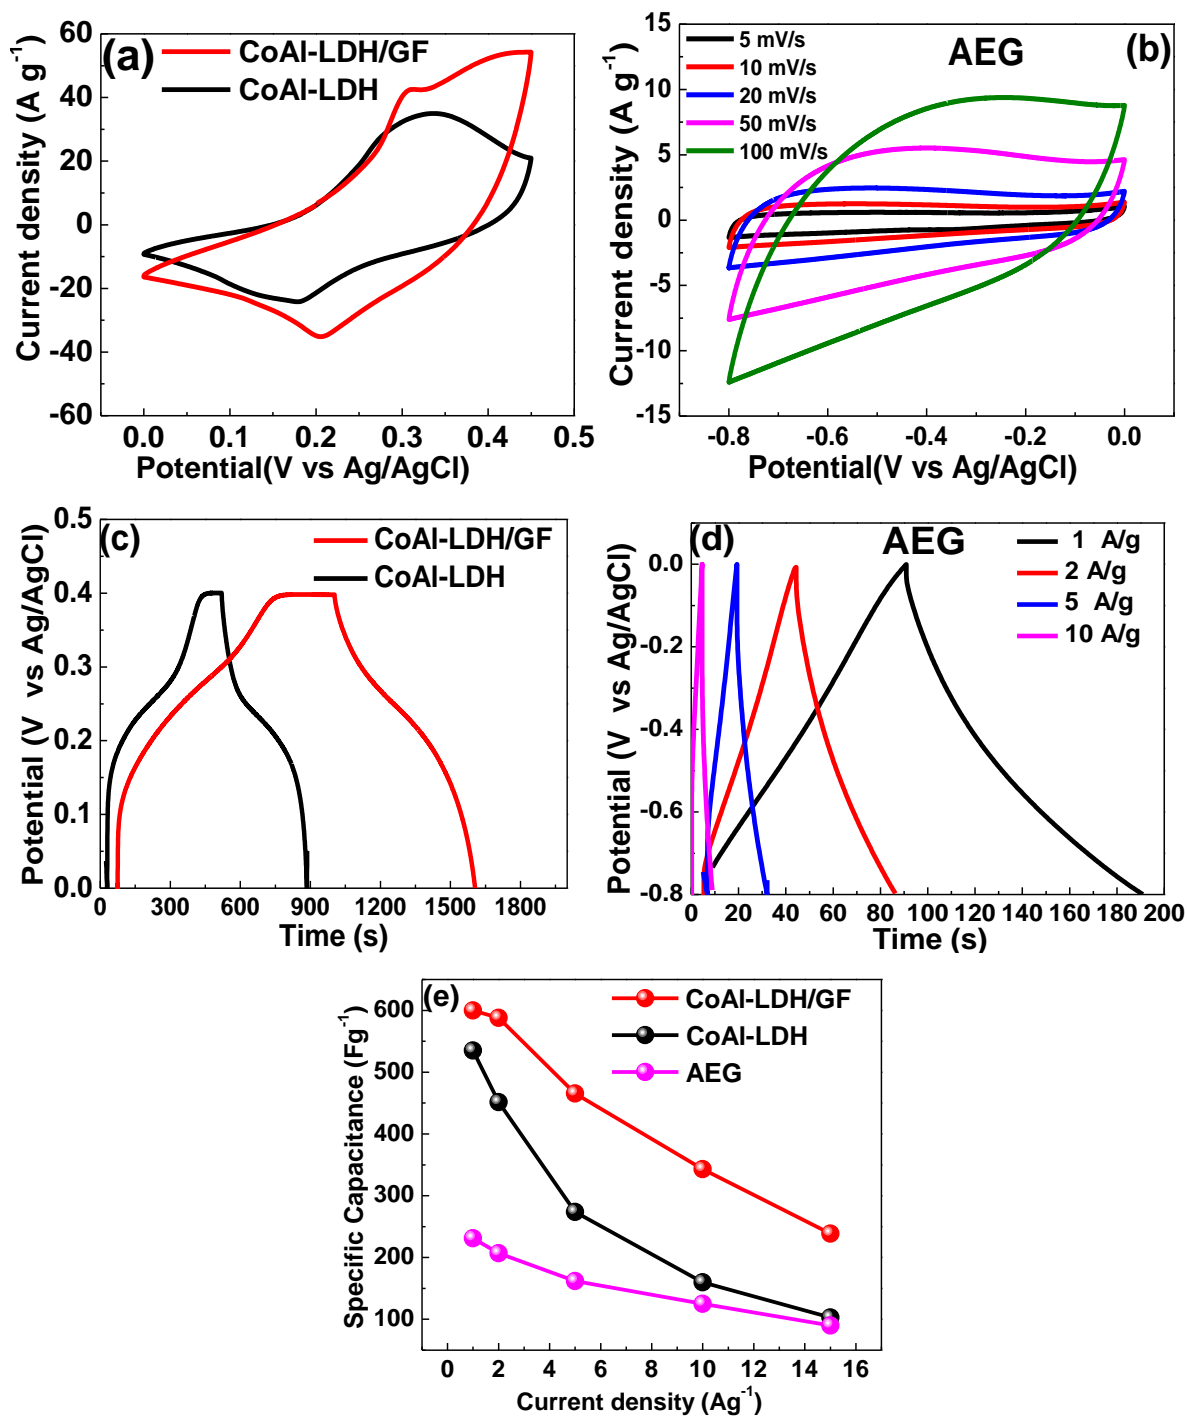 (a)
CoAl-LDH/GF
CoAl-LDH
Current density (A g⁻¹)
60
40
20
0
-20
-40
-60
0.0 0.1 0.2 0.3 0.4 0.5
Potential(V vs Ag/AgCl)
(b)
AEG
5 mV/s
10 mV/s
20 mV/s
50 mV/s
100 mV/s
Current density (A g⁻¹)
15
10
5
0
-5
-10
-15
-0.8 -0.6 -0.4 -0.2 0.0
Potential(V vs Ag/AgCl)
(c)
CoAl-LDH/GF
CoAl-LDH
Potential (V vs Ag/AgCl)
0.5
0.4
0.3
0.2
0.1
0.0
0 300 600 900 1200 1500 1800
Time (s)
(d)
AEG
1 A/g
2 A/g
5 A/g
10 A/g
Potential (V vs Ag/AgCl)
0.0
-0.2
-0.4
-0.6
-0.8
0 20 40 60 80 100 120 140 160 180 200
Time (s)
(e)
CoAl-LDH/GF
CoAl-LDH
AEG
Specific Capacitance (Fg⁻¹)
600
500
400
300
200
100
0 2 4 6 8 10 12 14 16
Current density (Ag⁻¹)